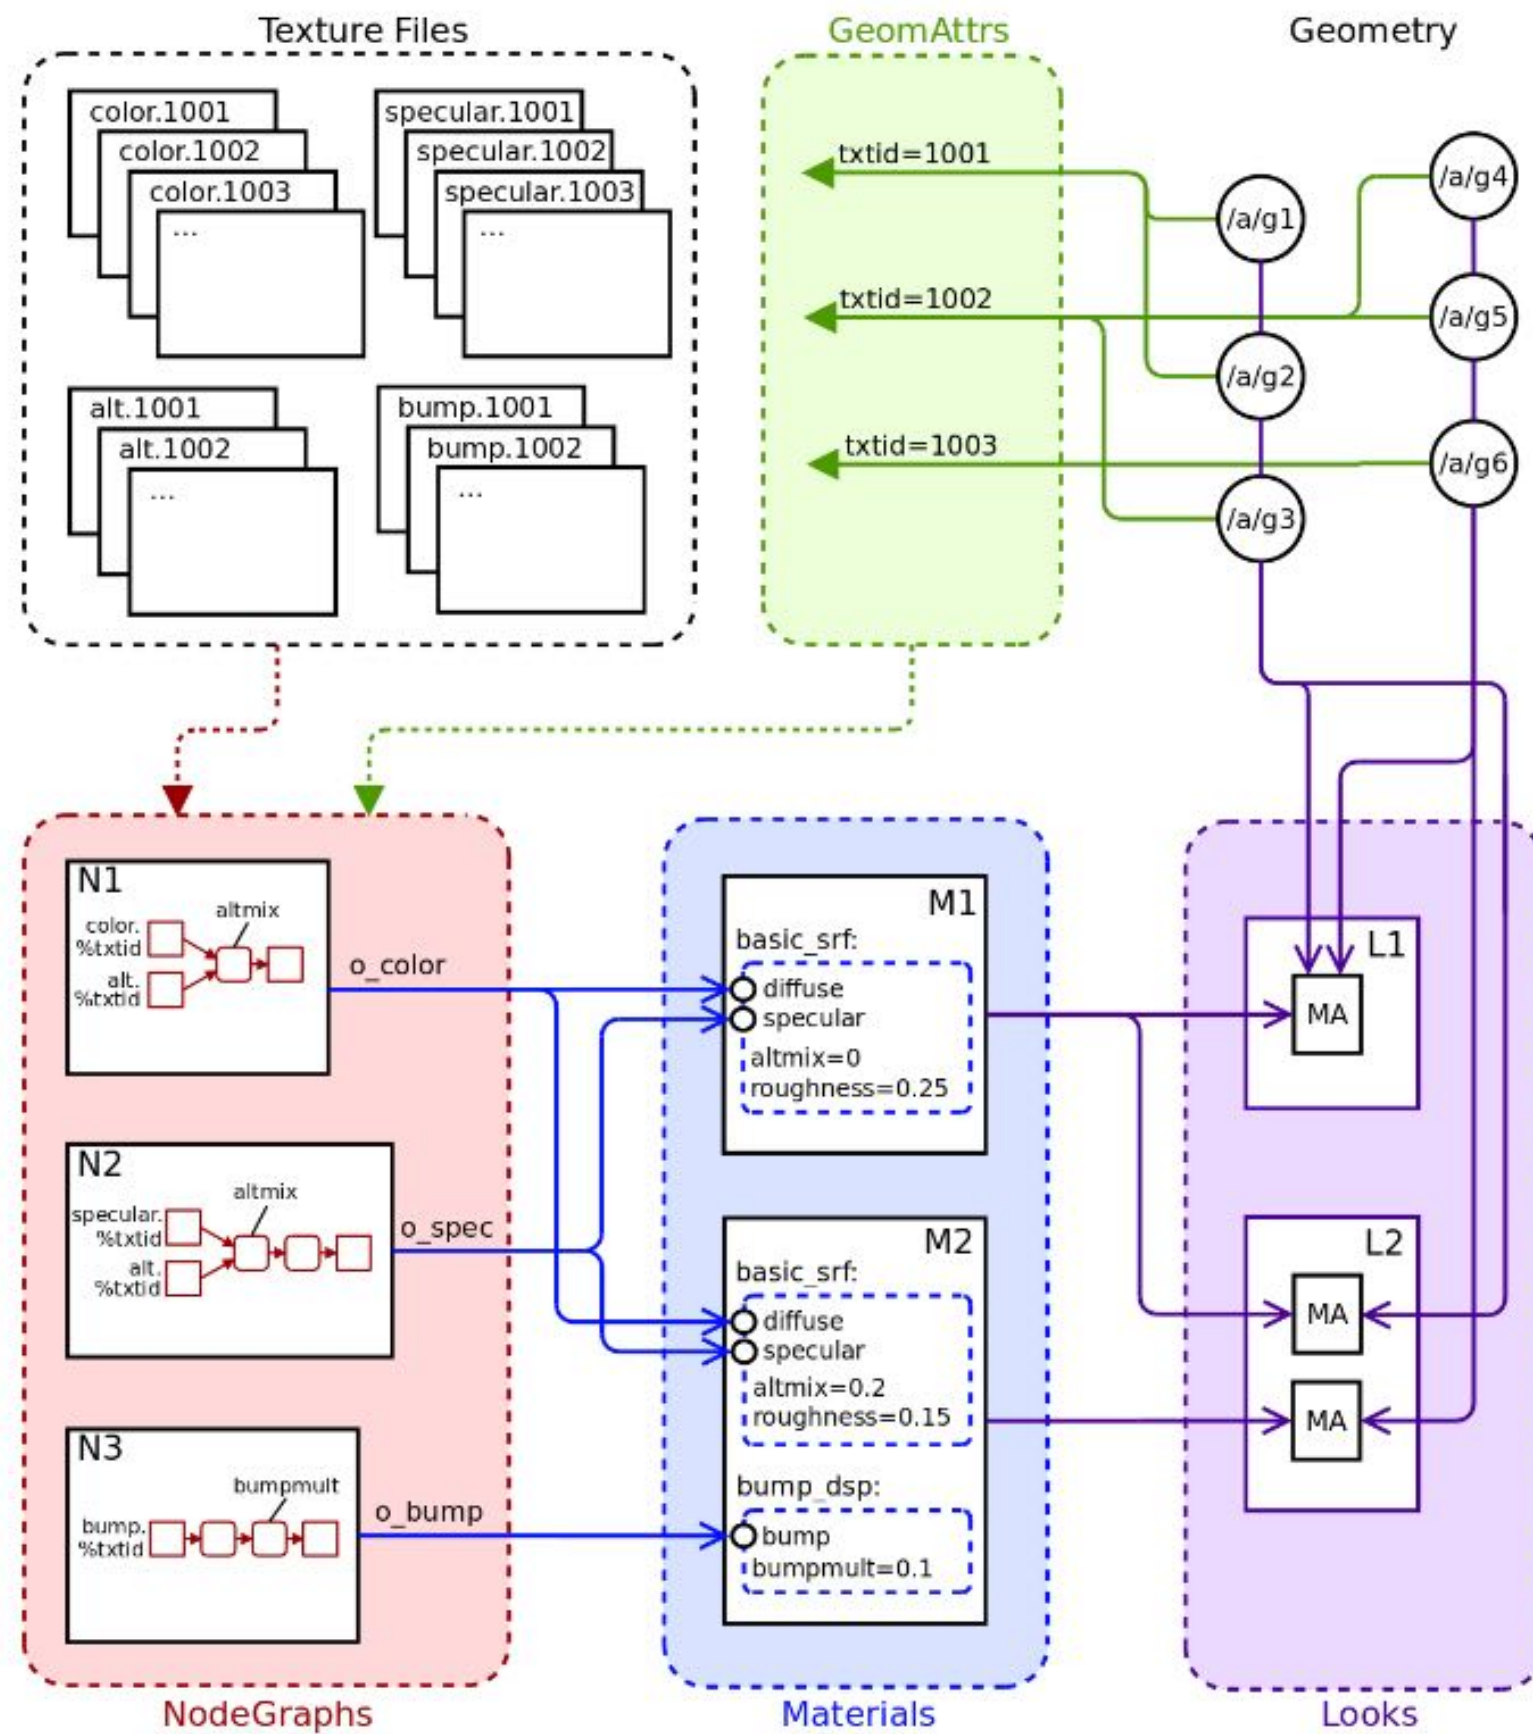 Texture Files
GeomAttrs
Geometry
color.1001
color.1002
color.1003
...
specular.1001
specular.1002
specular.1003
...
alt.1001
alt.1002
...
bump.1001
bump.1002
...
txtid=1001
txtid=1002
txtid=1003
/a/g1
/a/g2
/a/g3
/a/g4
/a/g5
/a/g6
N1
altmix
color.
%txtid
alt.
%txtid
o_color
N2
altmix
specular.
%txtid
alt.
%txtid
o_spec
N3
bumpmult
bump.
%txtid
o_bump
M1
basic_srf:
diffuse
specular
altmix=0
roughness=0.25
M2
basic_srf:
diffuse
specular
altmix=0.2
roughness=0.15
bump_dsp:
bump
bumpmult=0.1
L1
MA
L2
MA
MA
NodeGraphs
Materials
Looks